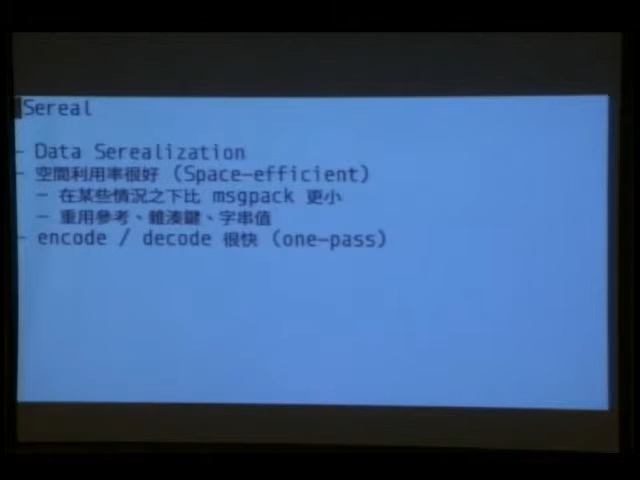 Sereal
- Data Serealization
- 空間利用率很好 (Space-efficient)
- 在某些情況之下比 msgpack 更小
- 重用參考、雜湊鍵、字串值
- encode / decode 很快 (one-pass)